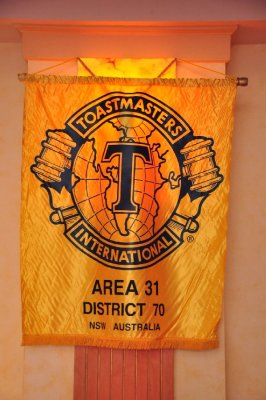 TOASTMASTERS
T
INTERNATIONAL
®
AREA 31
DISTRICT 70
NSW AUSTRALIA